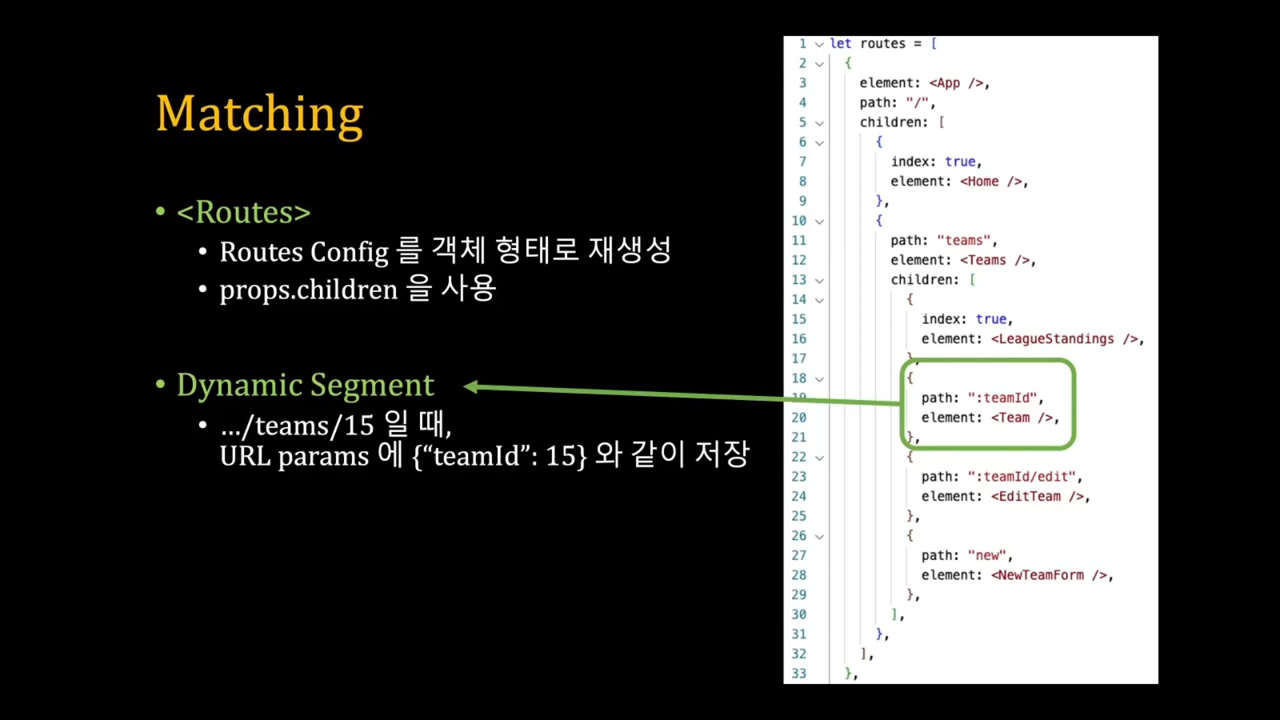 Matching
• <Routes>
• Routes Config 를 객체 형태로 재생성
• props.children 을 사용
• Dynamic Segment
• .../teams/15 일 때,
URL params 에 {“teamId”: 15} 와 같이 저장
1 let routes = [
2 {
3 element: <App />,
4 path: "/",
5 children: [
6 {
7 index: true,
8 element: <Home />,
9 },
10 {
11 path: "teams",
12 element: <Teams />,
13 children: [
14 {
15 index: true,
16 element: <LeagueStandings />,
17 },
18 {
19 path: ":teamId",
20 element: <Team />,
21 },
22 {
23 path: ":teamId/edit",
24 element: <EditTeam />,
25 },
26 {
27 path: "new",
28 element: <NewTeamForm />,
29 },
30 ],
31 },
32 ],
33 },